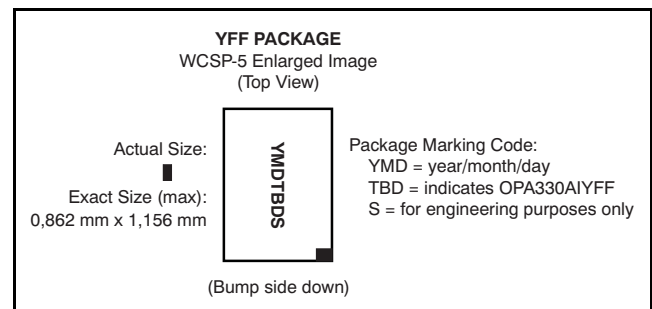 YFF PACKAGE
WCSP-5 Enlarged Image
(Top View)
Actual Size:
Exact Size (max):
0,862 mm x 1,156 mm
YMDTBDS
Package Marking Code:
YMD = year/month/day
TBD = indicates OPA330AIYFF
S = for engineering purposes only
(Bump side down)